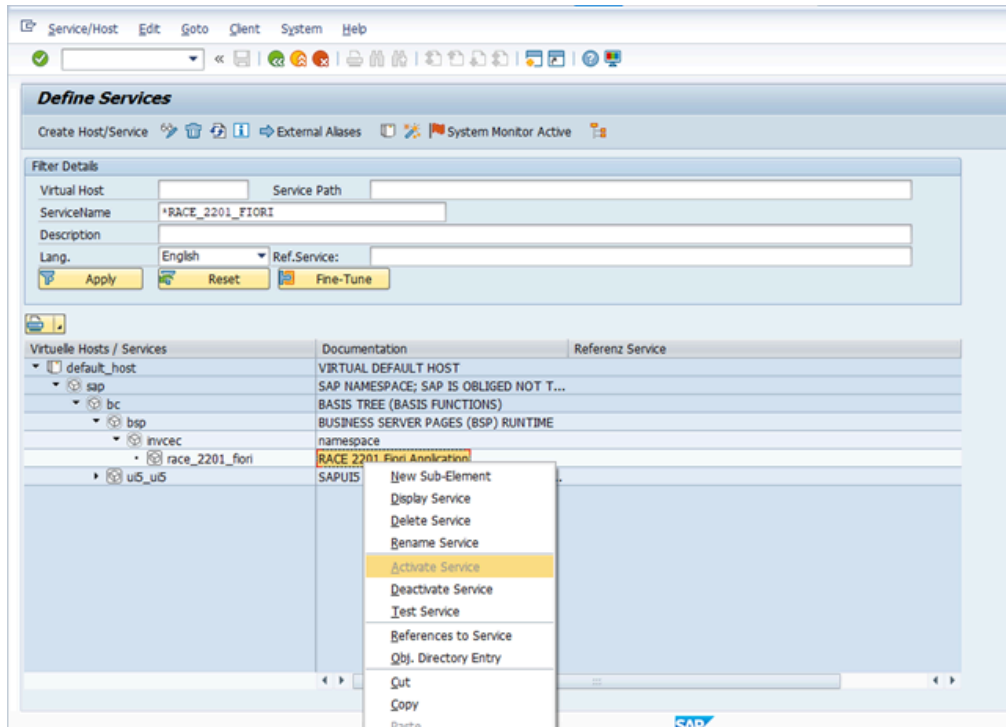 Service/Host Edit Goto Client System Help
Define Services
Create Host/Service External Aliases System Monitor Active
Filter Details
Virtual Host Service Path
ServiceName *RACE_2201_FIORI
Description
Lang. English Ref.Service:
Apply Reset Fine-Tune
Virtuelle Hosts / Services Documentation Referenz Service
default_host VIRTUAL DEFAULT HOST
sap SAP NAMESPACE; SAP IS OBLIGED NOT T...
bc BASIS TREE (BASIS FUNCTIONS)
bsp BUSINESS SERVER PAGES (BSP) RUNTIME
invcec namespace
race_2201_fiori RACE 2201 Fiori Application
ui5_ui5 SAPUI5
New Sub-Element
Display Service
Delete Service
Rename Service
Activate Service
Deactivate Service
Test Service
References to Service
Obj. Directory Entry
Cut
Copy
Paste
SAP